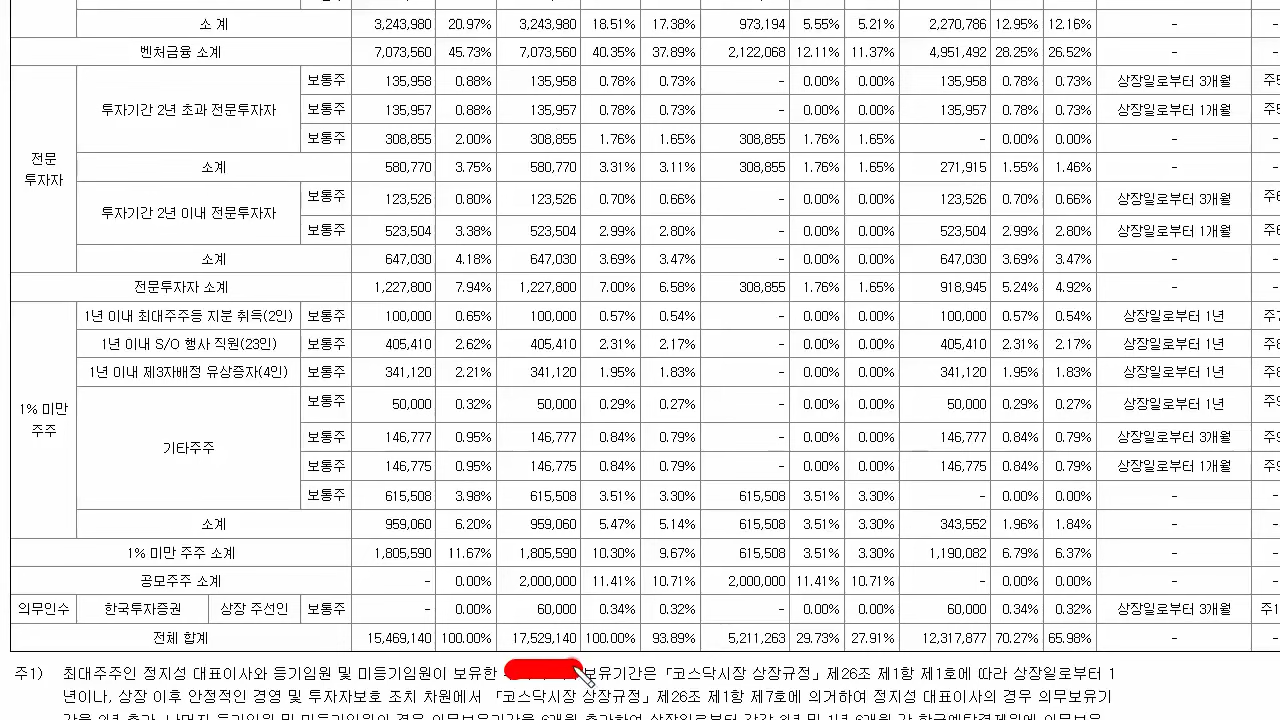 소 계 3,243,980 20.97% 3,243,980 18.51% 17.38% 973,194 5.55% 5.21% 2,270,786 12.95% 12.16% -
벤처금융 소계 7,073,560 45.73% 7,073,560 40.35% 37.89% 2,122,068 12.11% 11.37% 4,951,492 28.25% 26.52% -
전문 투자자
투자기간 2년 초과 전문투자자
보통주 135,958 0.88% 135,958 0.78% 0.73% - 0.00% 0.00% 135,958 0.78% 0.73% 상장일로부터 3개월
보통주 135,957 0.88% 135,957 0.78% 0.73% - 0.00% 0.00% 135,957 0.78% 0.73% 상장일로부터 1개월
보통주 308,855 2.00% 308,855 1.76% 1.65% 308,855 1.76% 1.65% - 0.00% 0.00% -
소계 580,770 3.75% 580,770 3.31% 3.11% 308,855 1.76% 1.65% 271,915 1.55% 1.46% -
투자기간 2년 이내 전문투자자
보통주 123,526 0.80% 123,526 0.70% 0.66% - 0.00% 0.00% 123,526 0.70% 0.66% 상장일로부터 3개월
보통주 523,504 3.38% 523,504 2.99% 2.80% - 0.00% 0.00% 523,504 2.99% 2.80% 상장일로부터 1개월
소계 647,030 4.18% 647,030 3.69% 3.47% - 0.00% 0.00% 647,030 3.69% 3.47% -
전문투자자 소계 1,227,800 7.94% 1,227,800 7.00% 6.58% 308,855 1.76% 1.65% 918,945 5.24% 4.92% -
1% 미만 주주
1년 이내 최대주주등 지분 취득(2인) 보통주 100,000 0.65% 100,000 0.57% 0.54% - 0.00% 0.00% 100,000 0.57% 0.54% 상장일로부터 1년
1년 이내 S/O 행사 직원(23인) 보통주 405,410 2.62% 405,410 2.31% 2.17% - 0.00% 0.00% 405,410 2.31% 2.17% 상장일로부터 1년
1년 이내 제3자배정 유상증자(4인) 보통주 341,120 2.21% 341,120 1.95% 1.83% - 0.00% 0.00% 341,120 1.95% 1.83% 상장일로부터 1년
기타주주
보통주 50,000 0.32% 50,000 0.29% 0.27% - 0.00% 0.00% 50,000 0.29% 0.27% 상장일로부터 1년
보통주 146,777 0.95% 146,777 0.84% 0.79% - 0.00% 0.00% 146,777 0.84% 0.79% 상장일로부터 3개월
보통주 146,775 0.95% 146,775 0.84% 0.79% - 0.00% 0.00% 146,775 0.84% 0.79% 상장일로부터 1개월
보통주 615,508 3.98% 615,508 3.51% 3.30% 615,508 3.51% 3.30% - 0.00% 0.00% -
소계 959,060 6.20% 959,060 5.47% 5.14% 615,508 3.51% 3.30% 343,552 1.96% 1.84% -
1% 미만 주주 소계 1,805,590 11.67% 1,805,590 10.30% 9.67% 615,508 3.51% 3.30% 1,190,082 6.79% 6.37% -
공모주주 소계 - 0.00% 2,000,000 11.41% 10.71% 2,000,000 11.41% 10.71% - 0.00% 0.00% -
의무인수 한국투자증권 상장 주선인 보통주 - 0.00% 60,000 0.34% 0.32% - 0.00% 0.00% 60,000 0.34% 0.32% 상장일로부터 3개월
전체 합계 15,469,140 100.00% 17,529,140 100.00% 93.89% 5,211,263 29.73% 27.91% 12,317,877 70.27% 65.98% -
주1) 최대주주인 정지성 대표이사와 등기임원 및 미등기임원이 보유한 보유기간은 「코스닥시장 상장규정」 제26조 제1항 제1호에 따라 상장일로부터 1
년이나, 상장 이후 안정적인 경영 및 투자자보호 조치 차원에서 「코스닥시장 상장규정」 제26조 제1항 제7호에 의거하여 정지성 대표이사의 경우 의무보유기